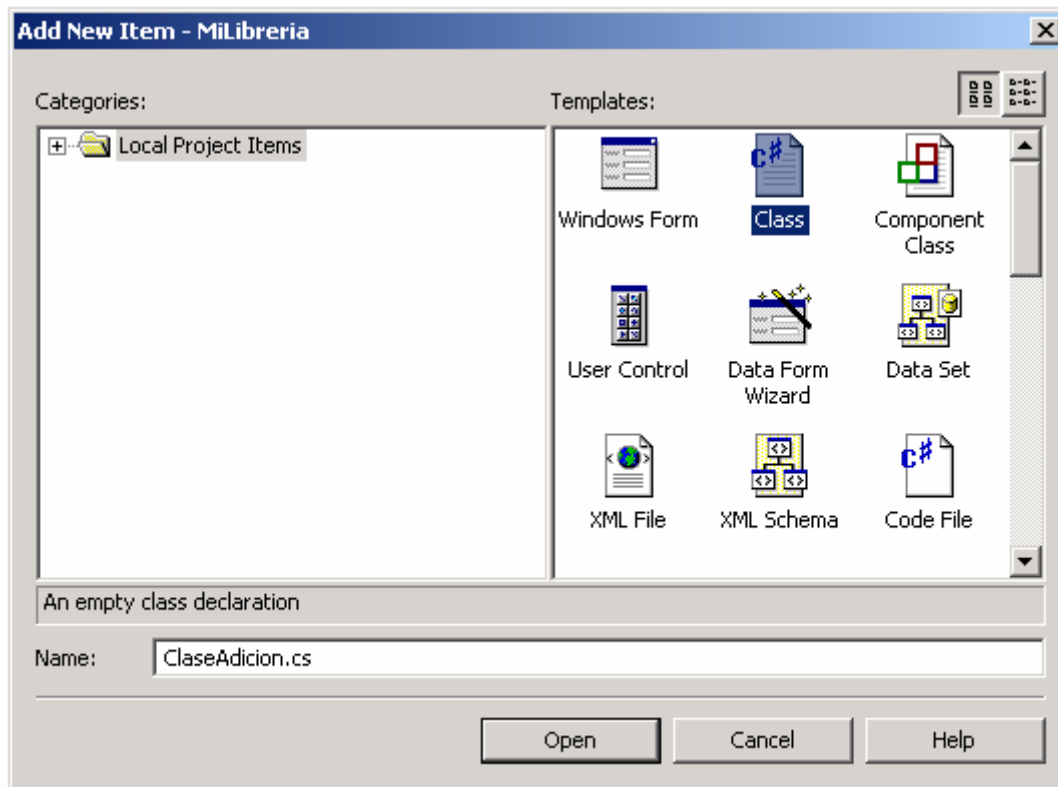 Add New Item - MiLibreria
Categories:
Templates:
Local Project Items
Windows Form
Class
Component
Class
User Control
Data Form
Wizard
Data Set
XML File
XML Schema
Code File
An empty class declaration
Name:
ClaseAdicion.cs
Open
Cancel
Help